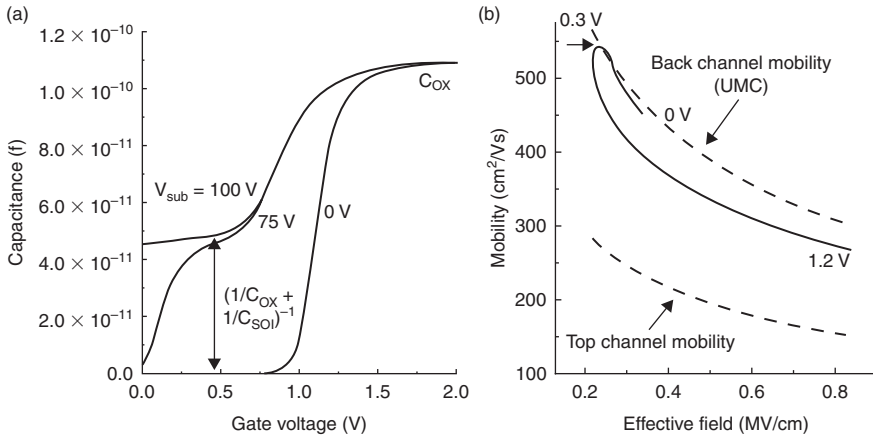 (a)
Capacitance (f)
1.2 × 10⁻¹⁰
1.0 × 10⁻¹⁰
8.0 × 10⁻¹¹
6.0 × 10⁻¹¹
4.0 × 10⁻¹¹
2.0 × 10⁻¹¹
0.0
C_OX
V_sub = 100 V
75 V
0 V
(1/C_OX +
1/C_SOI)⁻¹
0.0 0.5 1.0 1.5 2.0
Gate voltage (V)
(b)
Mobility (cm²/Vs)
500
400
300
200
100
0.3 V
Back channel mobility
(UMC)
0 V
1.2 V
Top channel mobility
0.2 0.4 0.6 0.8
Effective field (MV/cm)